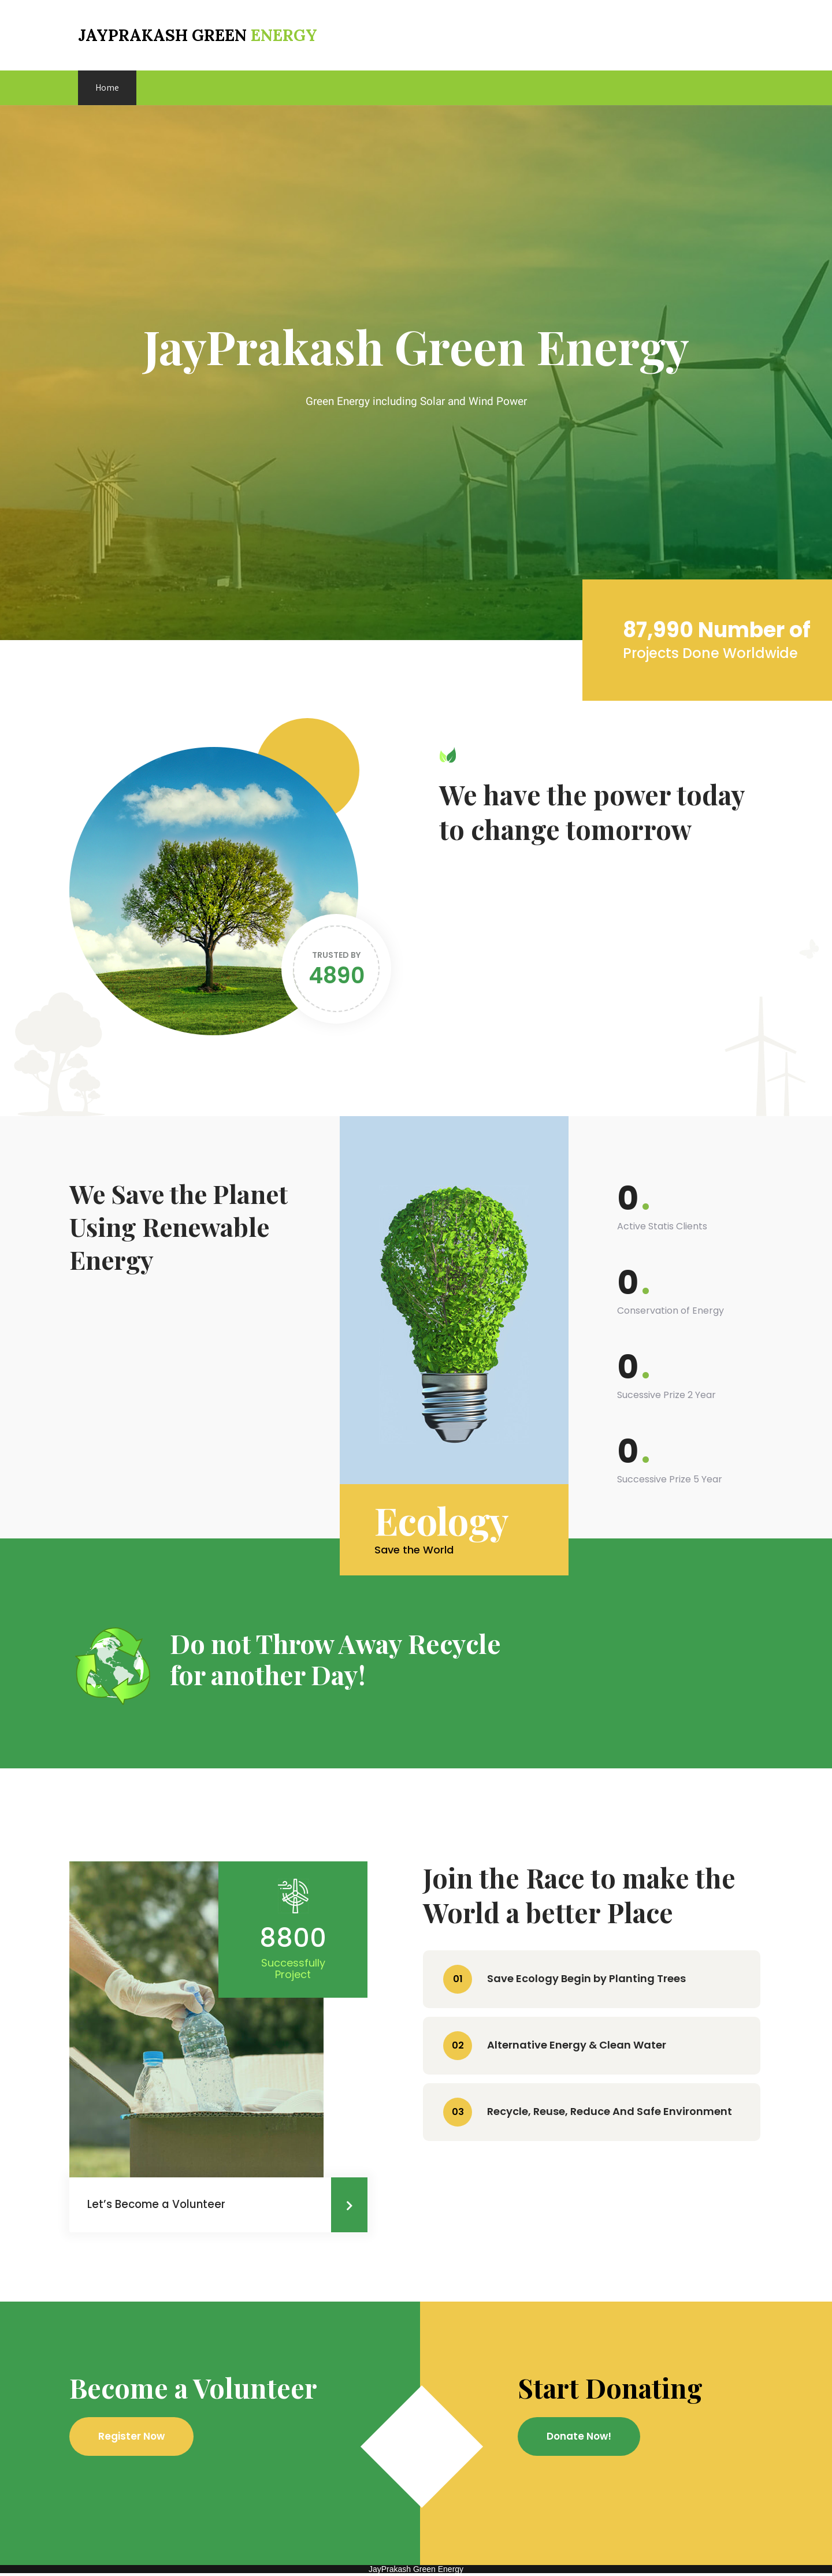 JAYPRAKASH GREEN ENERGY
Home
JayPrakash Green Energy
Green Energy including Solar and Wind Power
87,990 Number of
Projects Done Worldwide
We have the power today
to change tomorrow
TRUSTED BY
4890
We Save the Planet
Using Renewable
Energy
Ecology
Save the World
0.
Active Statis Clients
0.
Conservation of Energy
0.
Sucessive Prize 2 Year
0.
Successive Prize 5 Year
Do not Throw Away Recycle
for another Day!
8800
Successfully
Project
Let's Become a Volunteer
Join the Race to make the
World a better Place
01 Save Ecology Begin by Planting Trees
02 Alternative Energy & Clean Water
03 Recycle, Reuse, Reduce And Safe Environment
Become a Volunteer
Register Now
Start Donating
Donate Now!
JayPrakash Green Energy